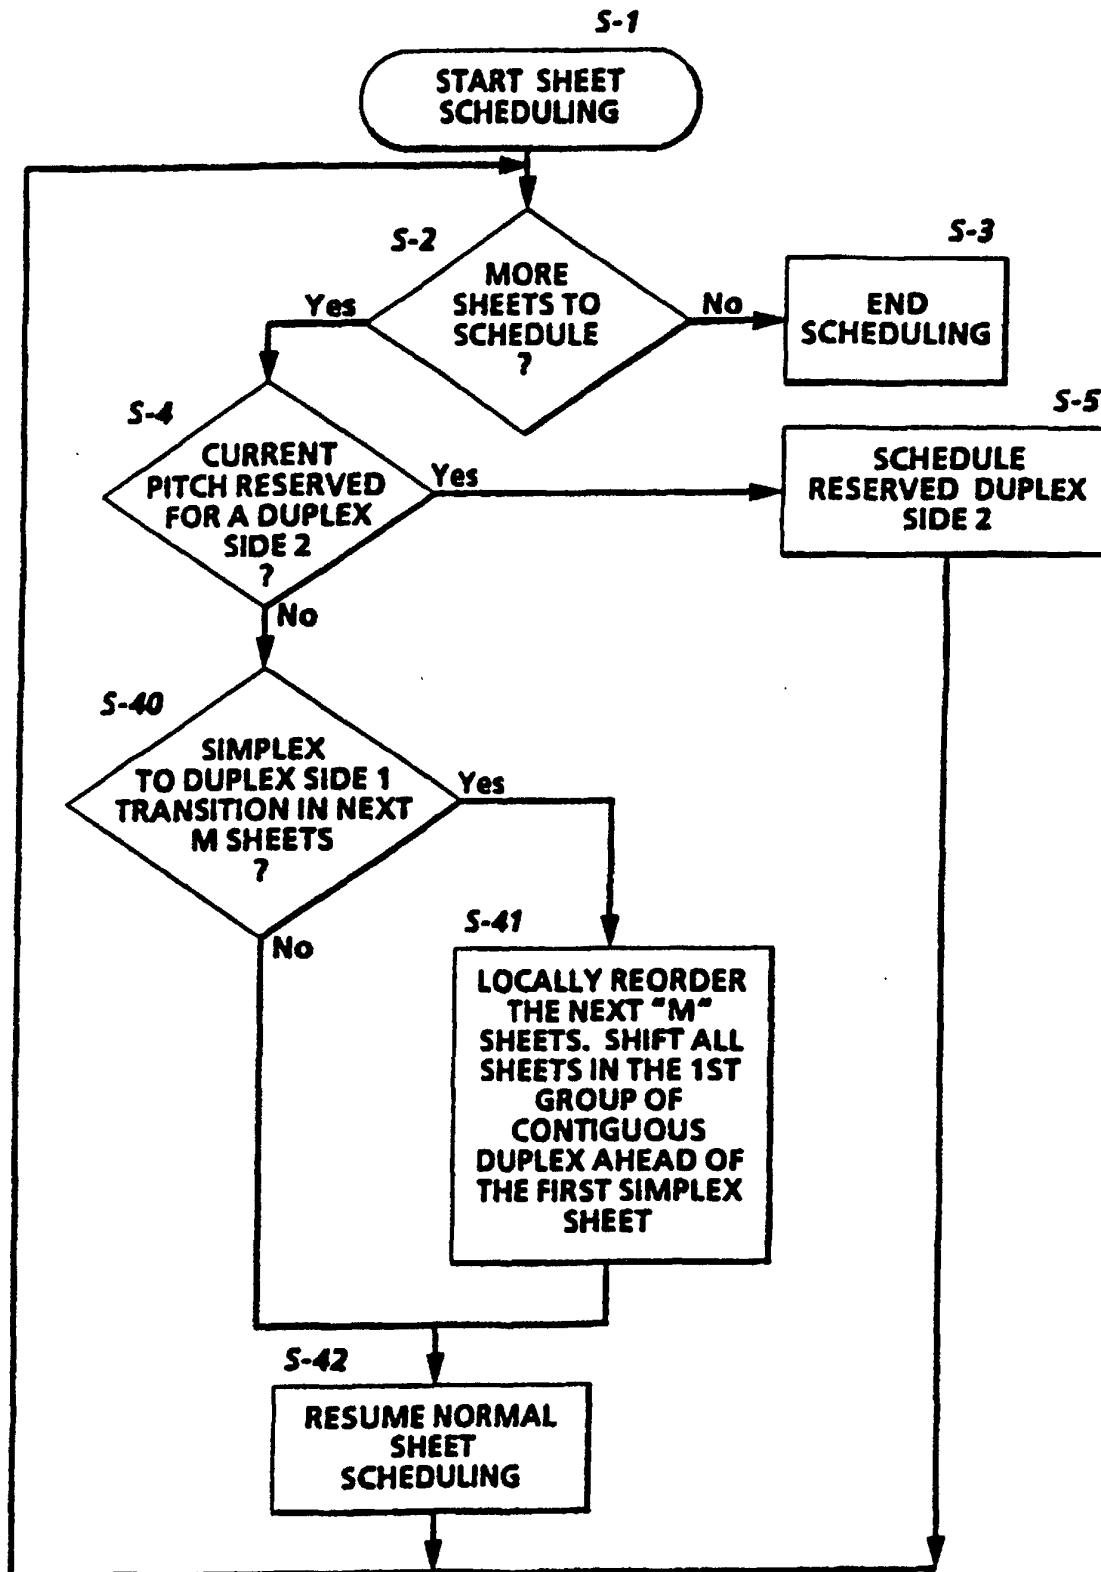 S-1
START SHEET
SCHEDULING
S-2
MORE
SHEETS TO
SCHEDULE
?
Yes
No
S-3
END
SCHEDULING
S-4
CURRENT
PITCH RESERVED
FOR A DUPLEX
SIDE 2
?
Yes
No
S-5
SCHEDULE
RESERVED DUPLEX
SIDE 2
S-40
SIMPLEX
TO DUPLEX SIDE 1
TRANSITION IN NEXT
M SHEETS
?
Yes
No
S-41
LOCALLY REORDER
THE NEXT "M"
SHEETS. SHIFT ALL
SHEETS IN THE 1ST
GROUP OF
CONTIGUOUS
DUPLEX AHEAD OF
THE FIRST SIMPLEX
SHEET
S-42
RESUME NORMAL
SHEET
SCHEDULING